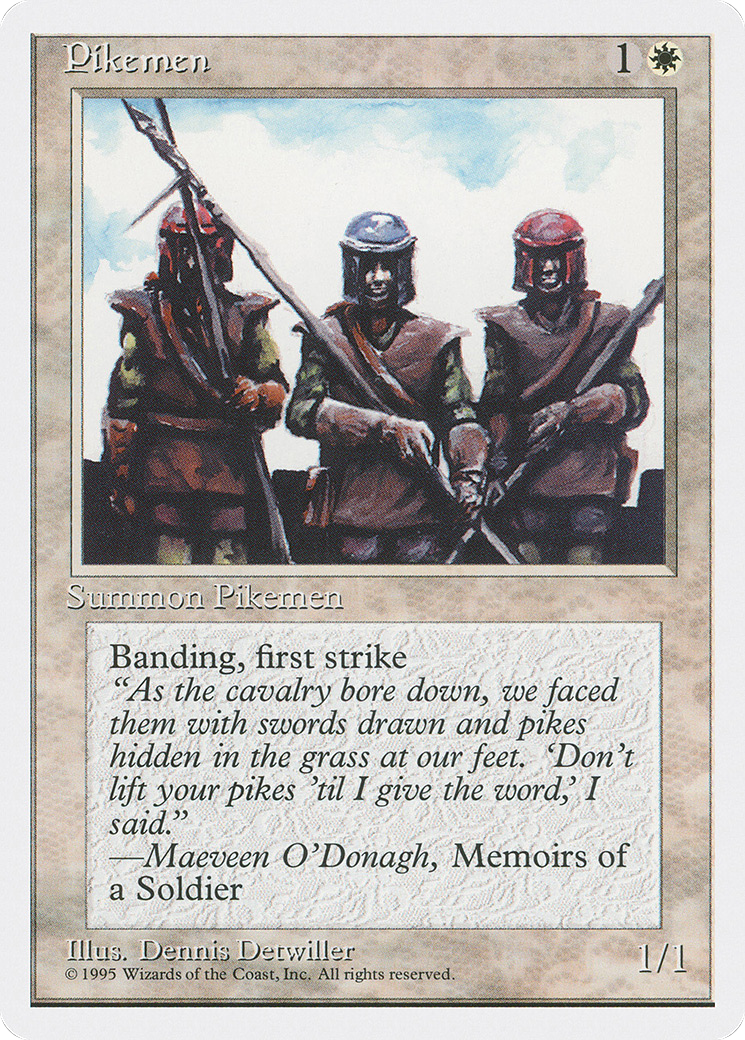 Pikemen 1
Summon Pikemen
Banding, first strike
“As the cavalry bore down, we faced
them with swords drawn and pikes
hidden in the grass at our feet. ‘Don’t
lift your pikes ’til I give the word,’ I
said.”
—Maeveen O’Donagh, Memoirs of
a Soldier
Illus. Dennis Detwiller
1/1
© 1995 Wizards of the Coast, Inc. All rights reserved.